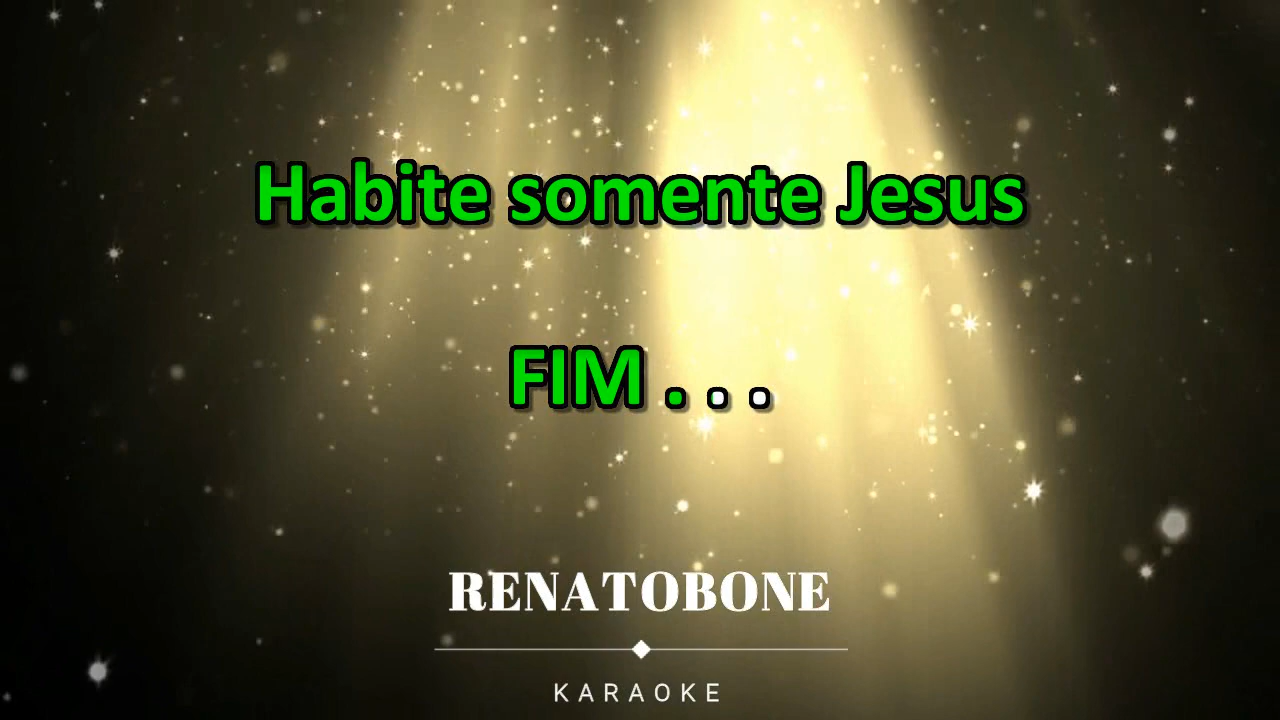 Habite somente Jesus
FIM . . .
RENATOBONE
KARAOKE